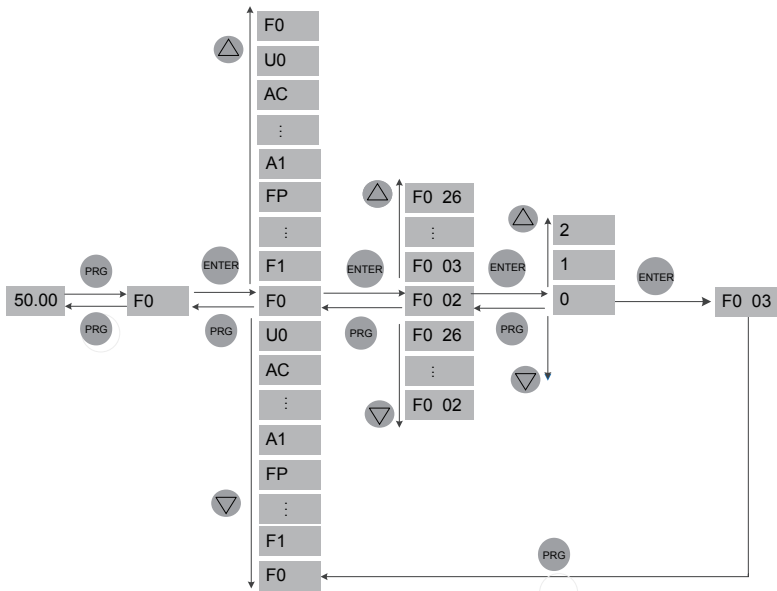 F0
U0
AC
⋮
A1
FP
⋮
F1
F0
U0
AC
⋮
A1
FP
⋮
F1
F0
50.00
PRG
PRG
F0
ENTER
PRG
F0 26
⋮
F0 03
F0 02
F0 26
⋮
F0 02
ENTER
PRG
2
1
0
ENTER
PRG
ENTER
F0 03
PRG